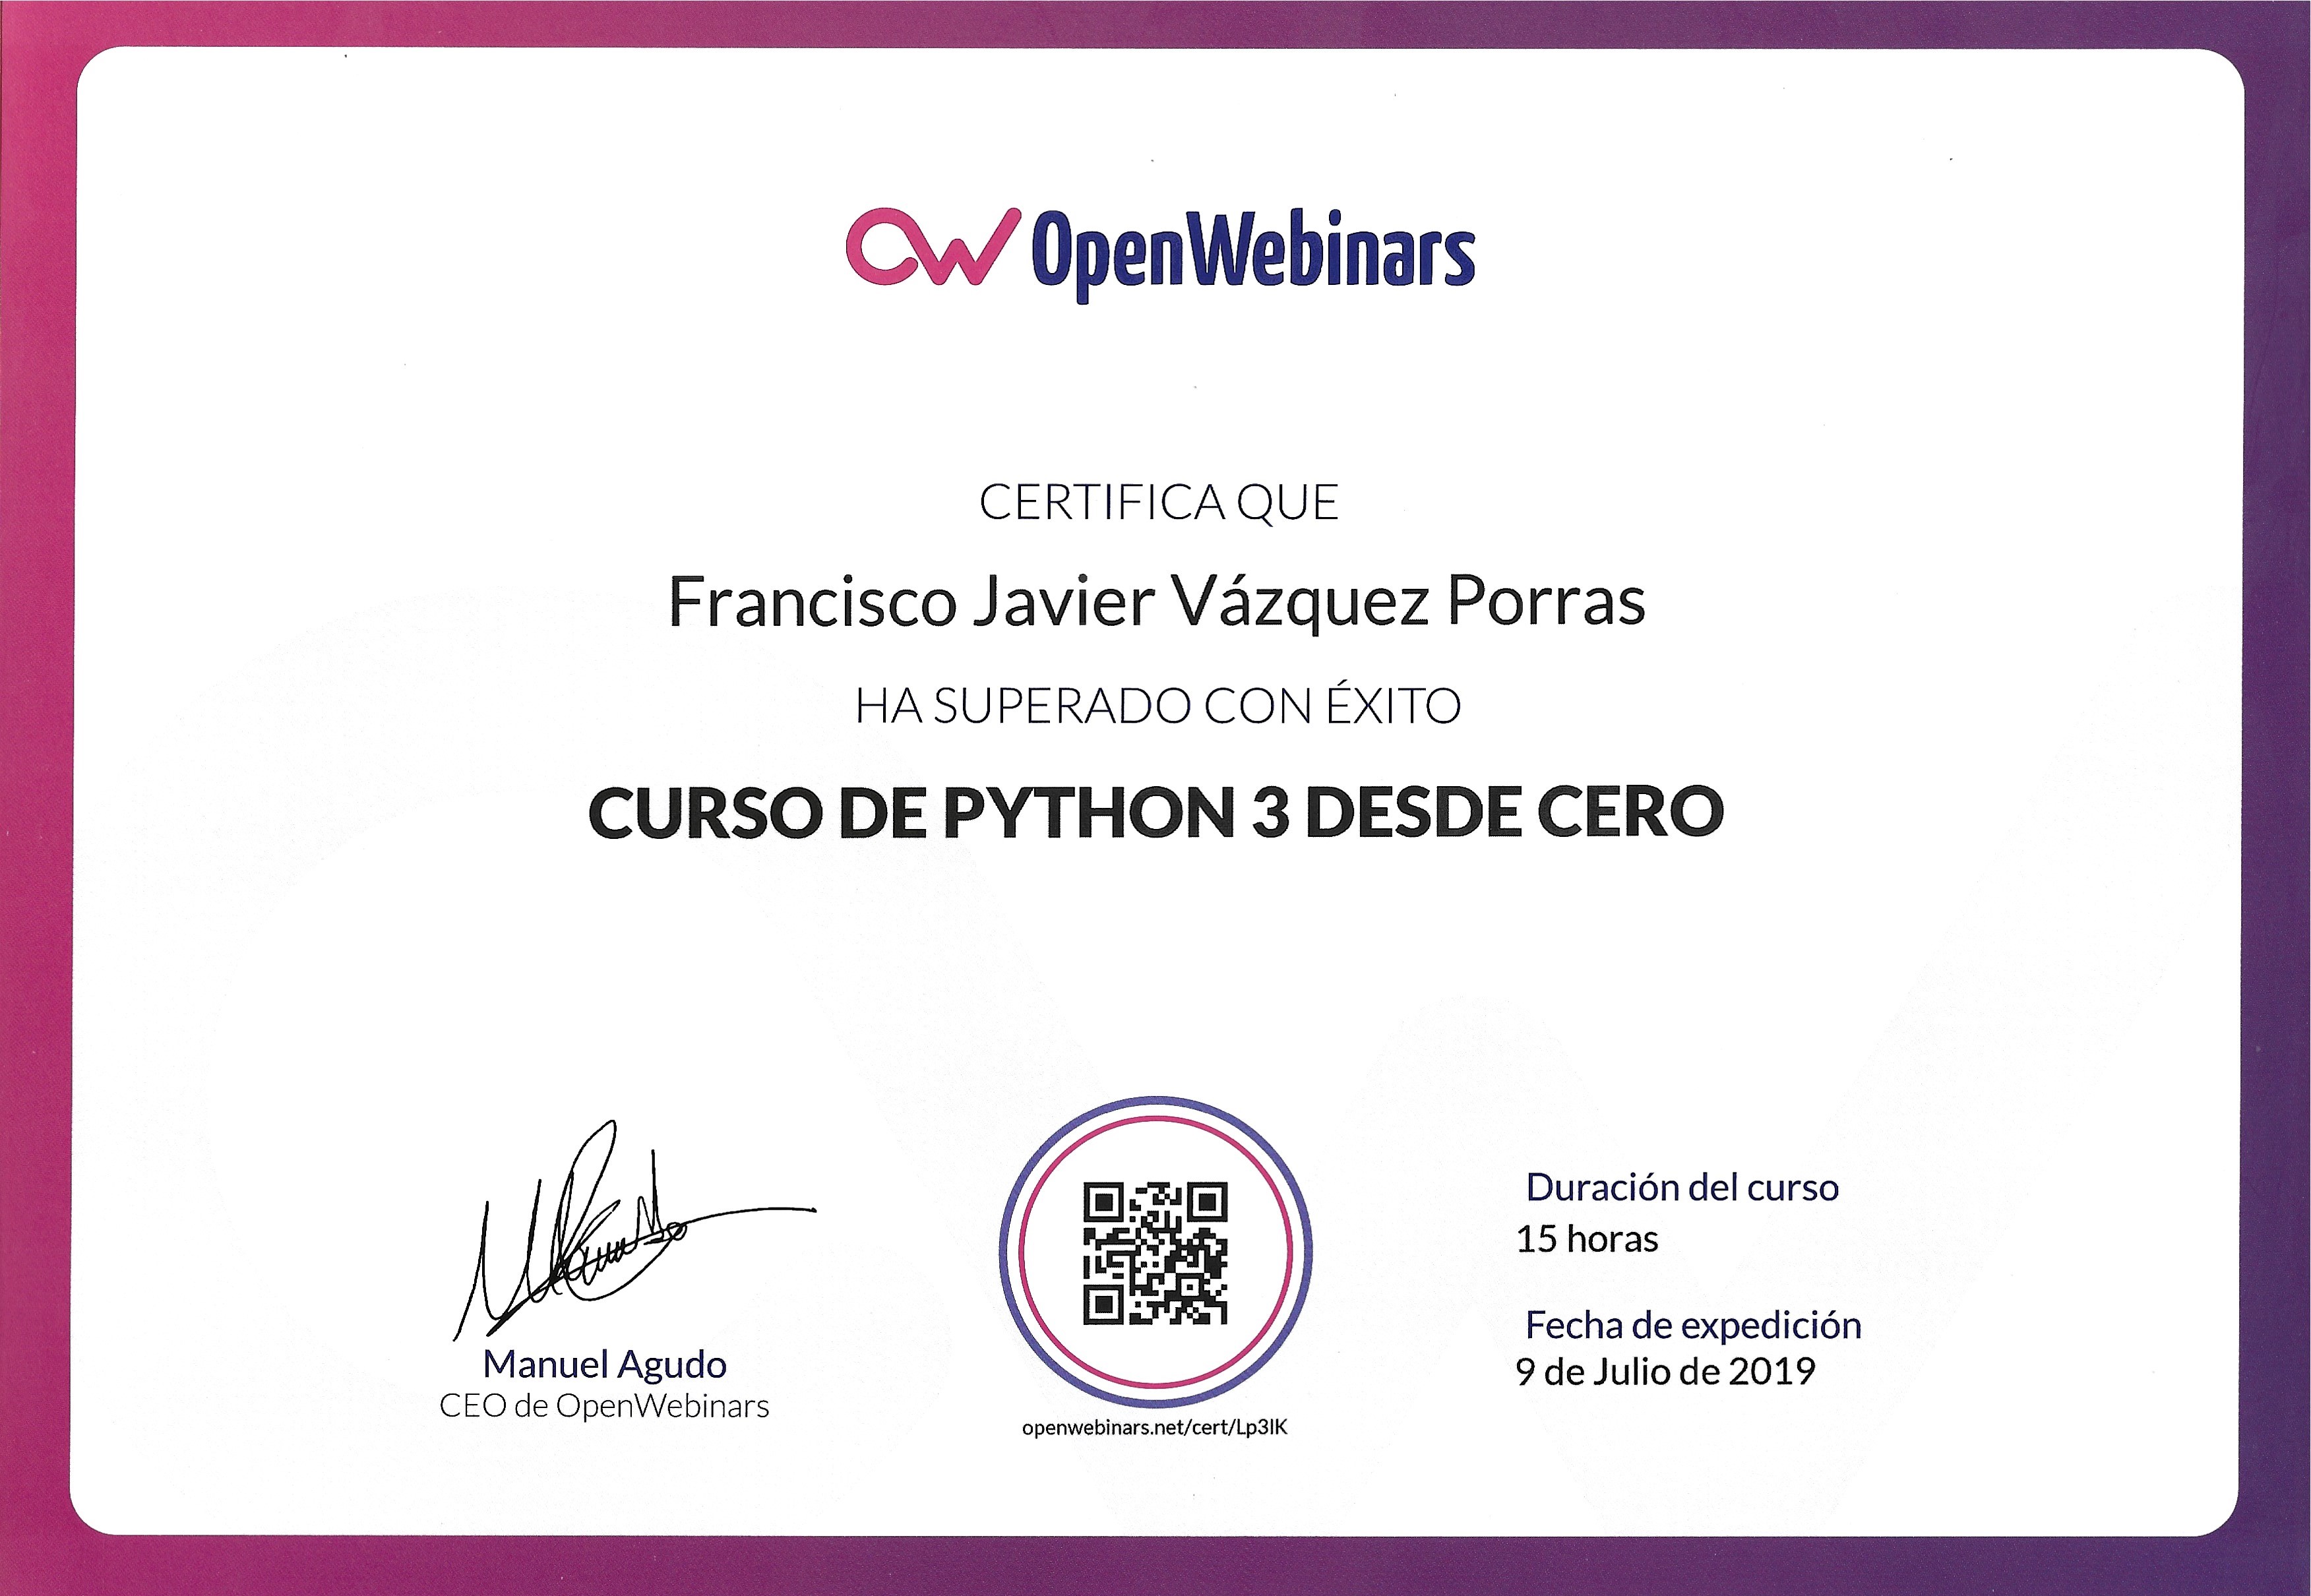 OpenWebinars
CERTIFICA QUE
Francisco Javier Vázquez Porras
HA SUPERADO CON ÉXITO
CURSO DE PYTHON 3 DESDE CERO
Manuel Agudo
CEO de OpenWebinars
openwebinars.net/cert/Lp3lK
Duración del curso
15 horas
Fecha de expedición
9 de Julio de 2019